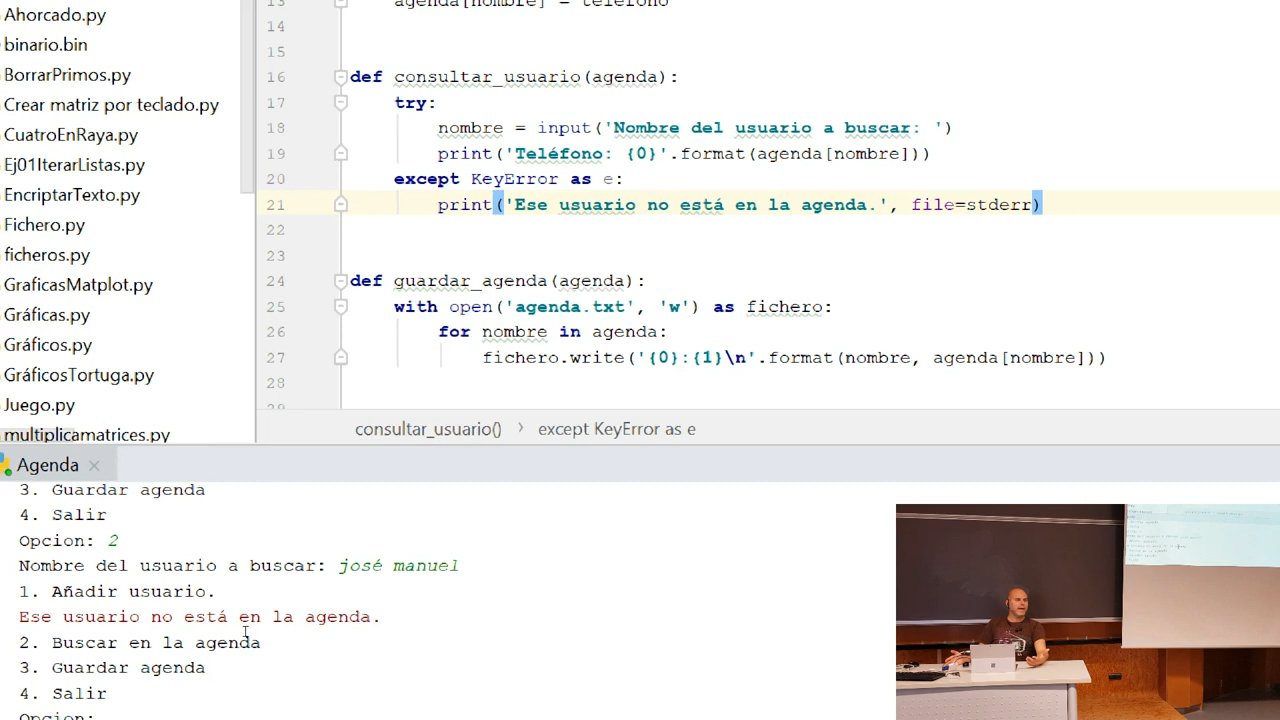 Ahorcado.py
binario.bin
BorrarPrimos.py
Crear matriz por teclado.py
CuatroEnRaya.py
Ej01IterarListas.py
EncriptarTexto.py
Fichero.py
ficheros.py
GraficasMatplot.py
Gráficas.py
Gráficos.py
GráficosTortuga.py
Juego.py
multiplicamatrices.py
13 agenda[nombre] = telefono
14
15
16 def consultar_usuario(agenda):
17 try:
18 nombre = input('Nombre del usuario a buscar: ')
19 print('Teléfono: {0}'.format(agenda[nombre]))
20 except KeyError as e:
21 print('Ese usuario no está en la agenda.', file=stderr)
22
23
24 def guardar_agenda(agenda):
25 with open('agenda.txt', 'w') as fichero:
26 for nombre in agenda:
27 fichero.write('{0}:{1}\n'.format(nombre, agenda[nombre]))
28
29
consultar_usuario() › except KeyError as e
Agenda
3. Guardar agenda
4. Salir
Opcion: 2
Nombre del usuario a buscar: josé manuel
1. Añadir usuario.
Ese usuario no está en la agenda.
2. Buscar en la agenda
3. Guardar agenda
4. Salir
Opcion: